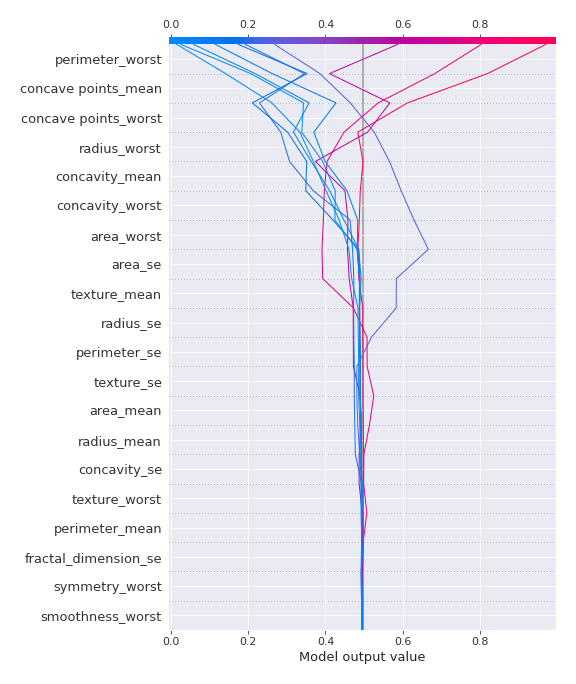 0.0 0.2 0.4 0.6 0.8
perimeter_worst
concave points_mean
concave points_worst
radius_worst
concavity_mean
concavity_worst
area_worst
area_se
texture_mean
radius_se
perimeter_se
texture_se
area_mean
radius_mean
concavity_se
texture_worst
perimeter_mean
fractal_dimension_se
symmetry_worst
smoothness_worst
0.0 0.2 0.4 0.6 0.8
Model output value